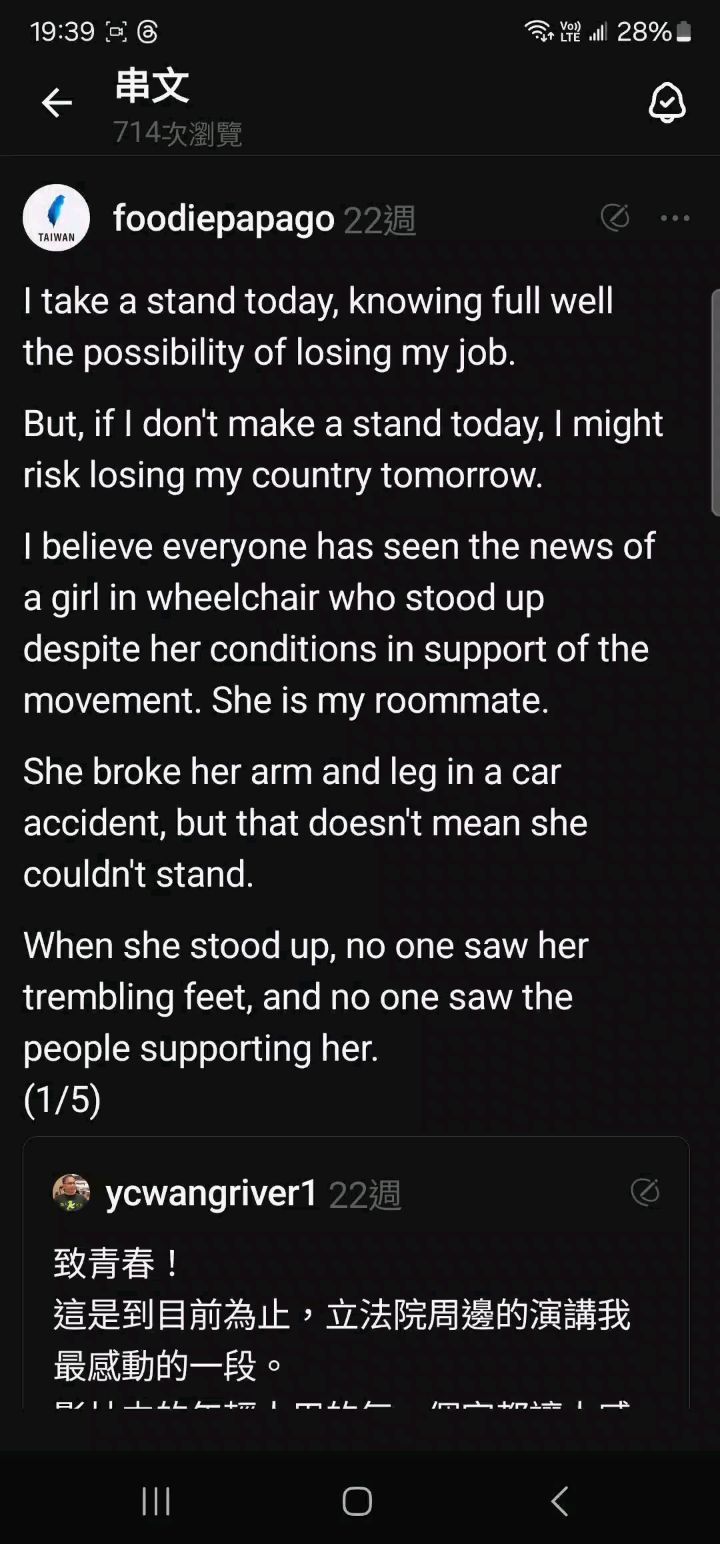 19:39
Vo)) LTE 28%
串文
714次瀏覽
TAIWAN
foodiepapago 22週
I take a stand today, knowing full well
the possibility of losing my job.
But, if I don't make a stand today, I might
risk losing my country tomorrow.
I believe everyone has seen the news of
a girl in wheelchair who stood up
despite her conditions in support of the
movement. She is my roommate.
She broke her arm and leg in a car
accident, but that doesn't mean she
couldn't stand.
When she stood up, no one saw her
trembling feet, and no one saw the
people supporting her.
(1/5)
ycwangriver1 22週
致青春！
這是到目前為止，立法院周邊的演講我
最感動的一段。